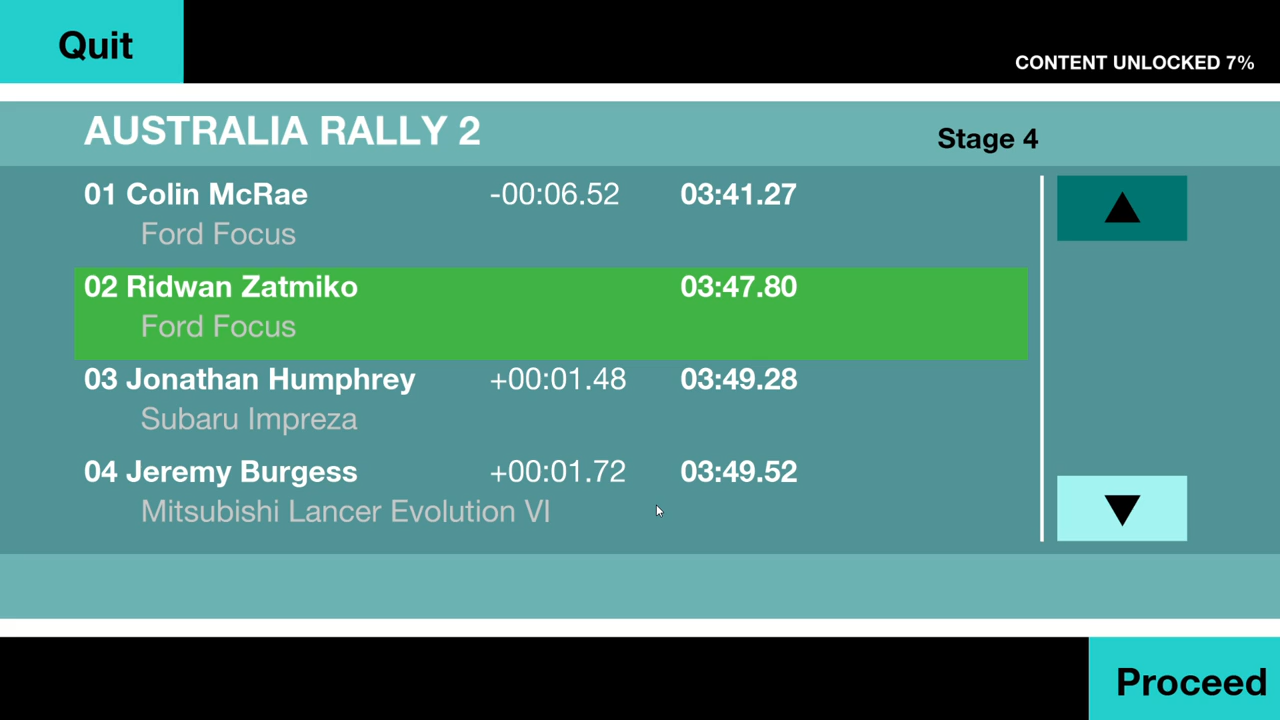 Quit
CONTENT UNLOCKED 7%
AUSTRALIA RALLY 2
Stage 4
01 Colin McRae -00:06.52 03:41.27
Ford Focus
02 Ridwan Zatmiko 03:47.80
Ford Focus
03 Jonathan Humphrey +00:01.48 03:49.28
Subaru Impreza
04 Jeremy Burgess +00:01.72 03:49.52
Mitsubishi Lancer Evolution VI
Proceed